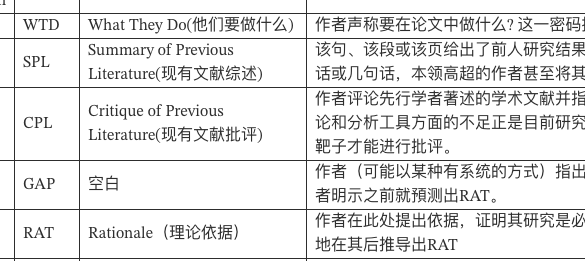 WTD What They Do(他们要做什么) 作者声称要在论文中做什么? 这一密码
Summary of Previous 该句、该段或该页给出了前人研究结果
SPL
Literature(现有文献综述) 话或几句话，本领高超的作者甚至将其
作者评论先行学者著述的学术文献并指
Critique of Previous
CPL 论和分析工具方面的不足正是目前研究
Literature(现有文献批评)
靶子才能进行批评。
作者（可能以某种有系统的方式）指出
GAP 空白
者明示之前就預測出RAT。
作者在此处提出依据，证明其研究是必
RAT Rationale（理论依据）
地在其后推导出RAT